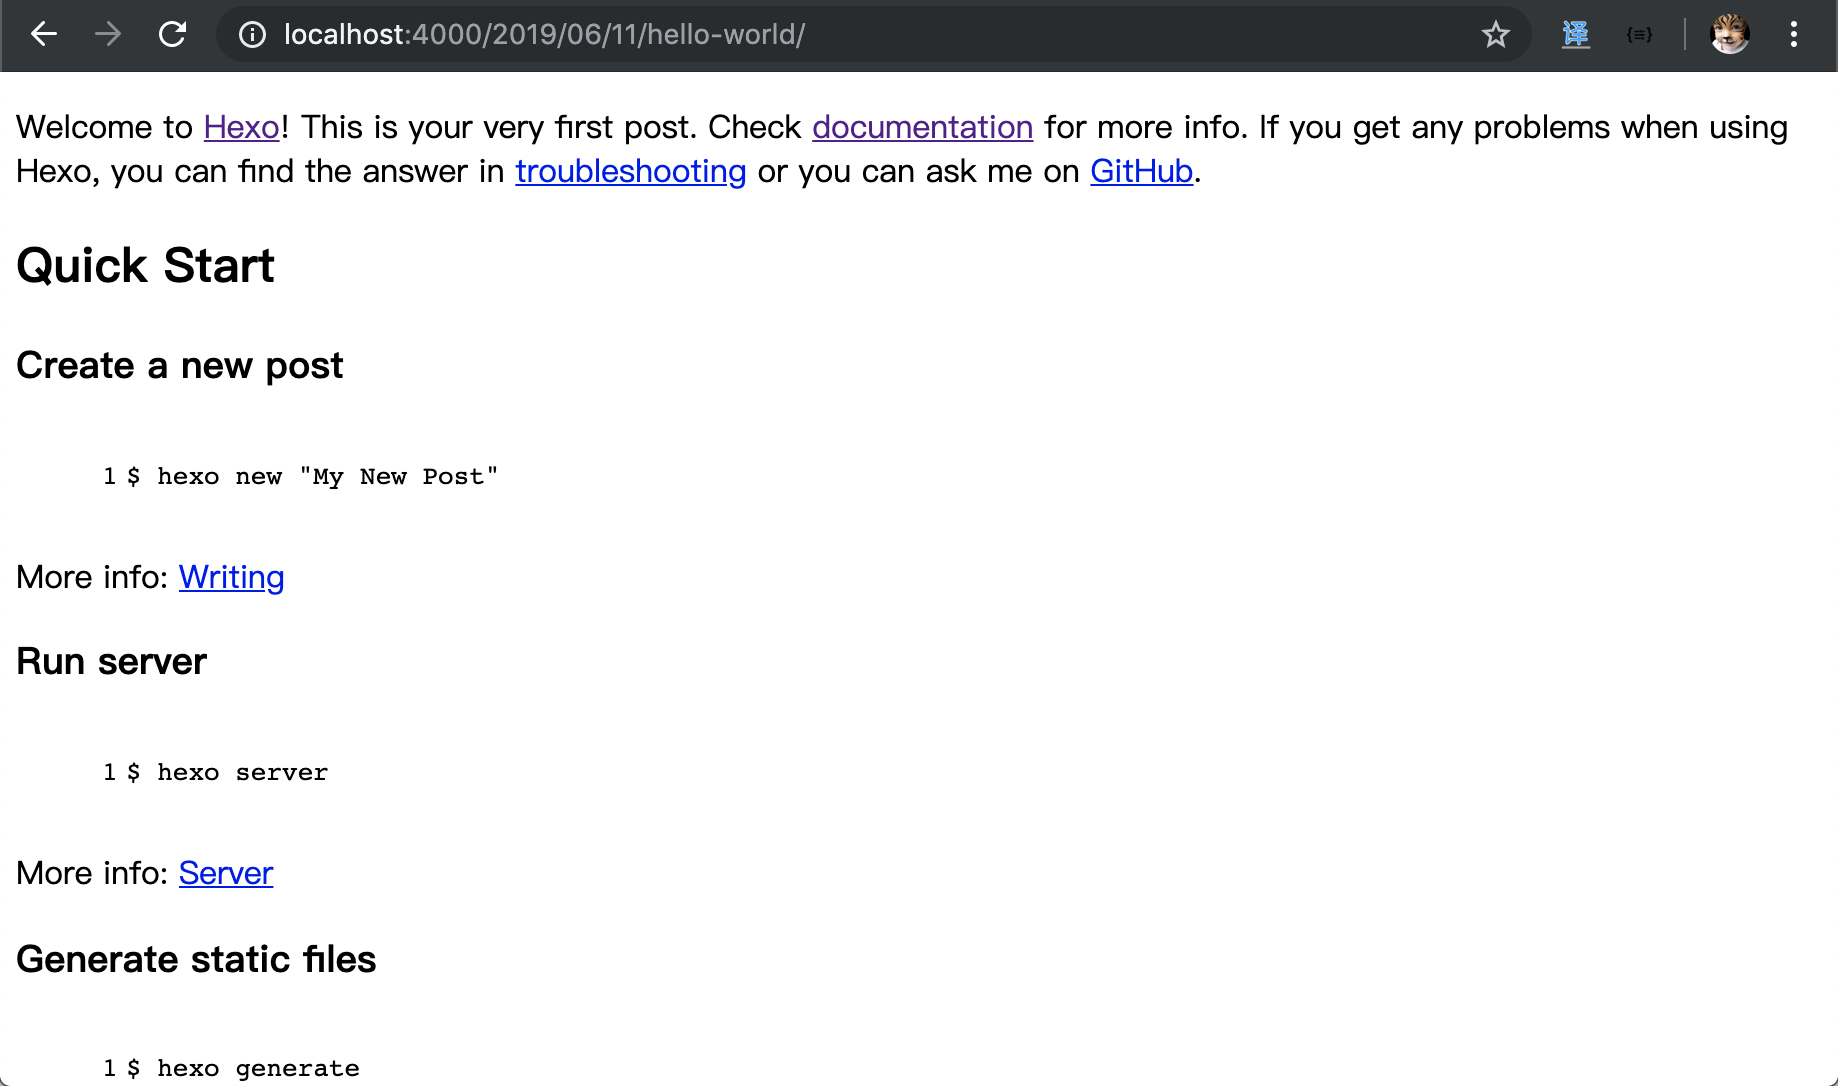 localhost:4000/2019/06/11/hello-world/
译
{≡}
Welcome to Hexo! This is your very first post. Check documentation for more info. If you get any problems when using
Hexo, you can find the answer in troubleshooting or you can ask me on GitHub.
Quick Start
Create a new post
1 $ hexo new "My New Post"
More info: Writing
Run server
1 $ hexo server
More info: Server
Generate static files
1 $ hexo generate